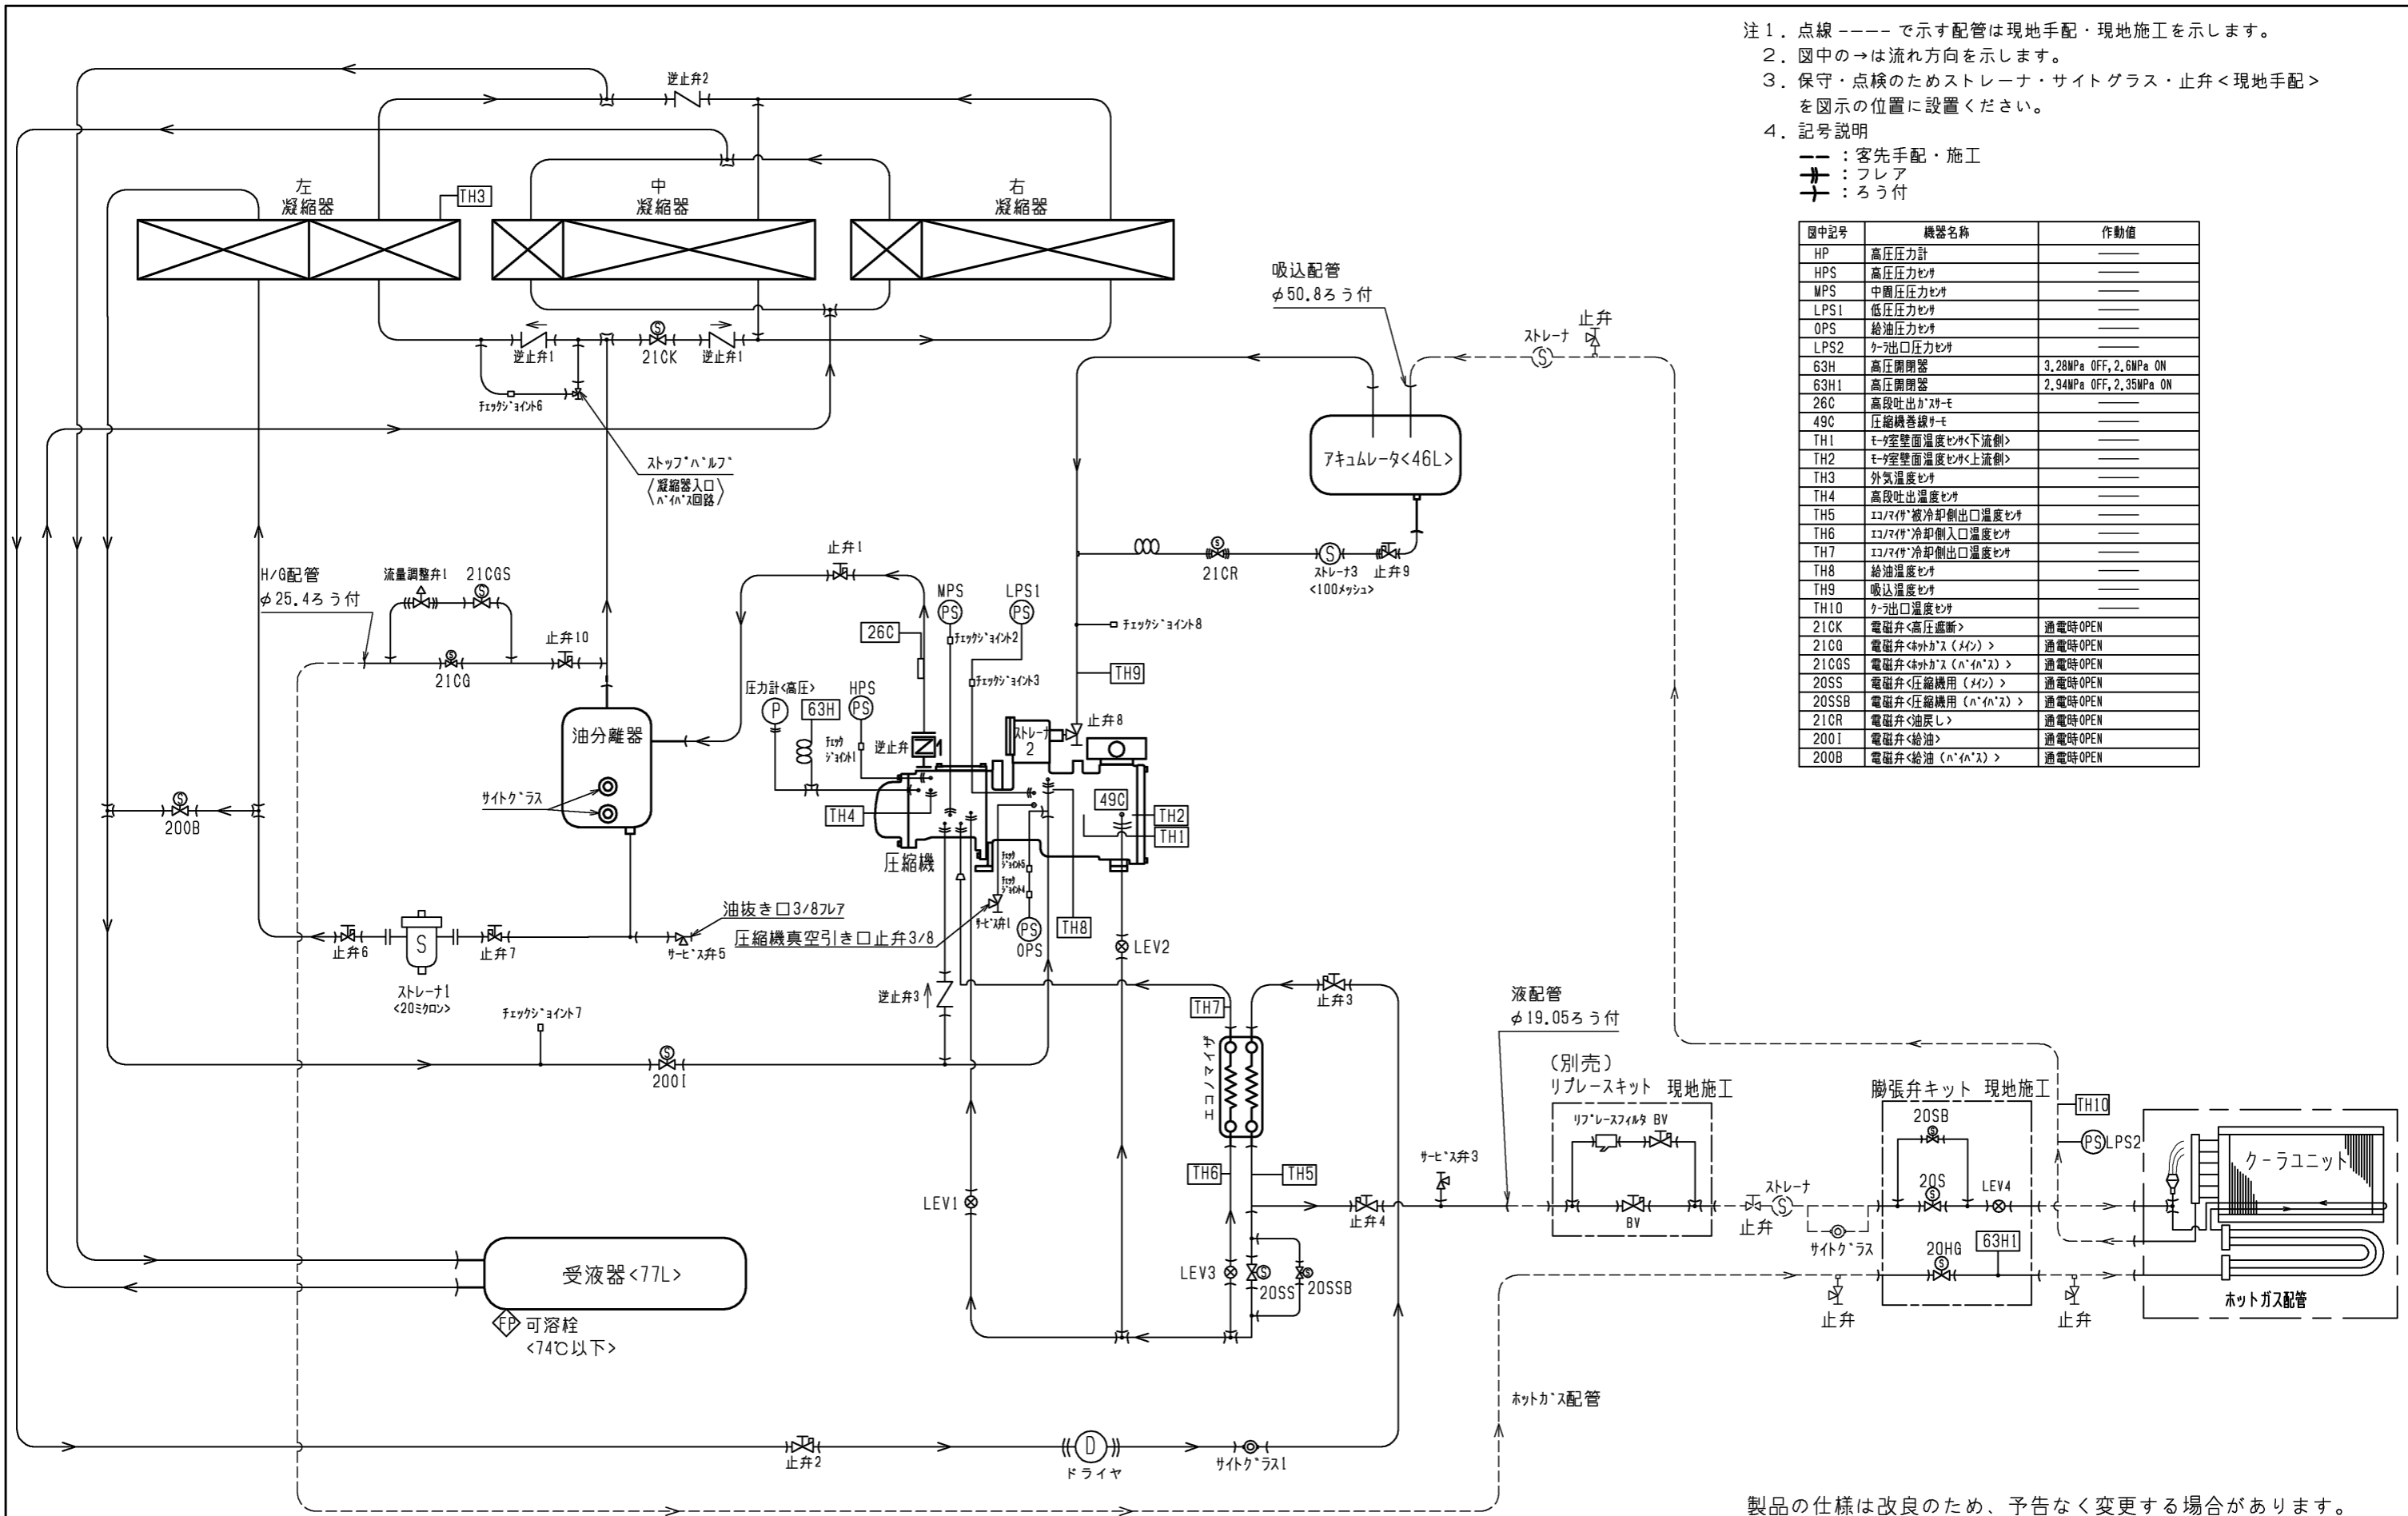 注1. 点線 ---- で示す配管は現地手配・現地施工を示します。
2. 図中の→は流れ方向を示します。
3. 保守・点検のためストレーナ・サイトグラス・止弁<現地手配>
を図示の位置に設置ください。
4. 記号説明
: 客先手配・施工
: フレア
: ろう付
図中記号 機器名称 作動値
HP 高圧圧力計 ――
HPS 高圧圧力センサ ――
MPS 中間圧圧力センサ ――
LPS1 低圧圧力センサ ――
OPS 給油圧力センサ ――
LPS2 クーラ出口圧力センサ ――
63H 高圧開閉器 3.28MPa OFF,2.6MPa ON
63H1 高圧開閉器 2.94MPa OFF,2.35MPa ON
26C 高段吐出ガスサーモ ――
49C 圧縮機巻線サーモ ――
TH1 モータ室壁面温度センサ<下流側> ――
TH2 モータ室壁面温度センサ<上流側> ――
TH3 外気温度センサ ――
TH4 高段吐出温度センサ ――
TH5 エコノマイザ被冷却側出口温度センサ ――
TH6 エコノマイザ冷却側入口温度センサ ――
TH7 エコノマイザ冷却側出口温度センサ ――
TH8 給油温度センサ ――
TH9 吸込温度センサ ――
TH10 クーラ出口温度センサ ――
21CK 電磁弁<高圧遮断> 通電時OPEN
21CG 電磁弁<ホットガス(メイン)> 通電時OPEN
21CGS 電磁弁<ホットガス(バイパス)> 通電時OPEN
20SS 電磁弁<圧縮機用(メイン)> 通電時OPEN
20SSB 電磁弁<圧縮機用(バイパス)> 通電時OPEN
21CR 電磁弁<油戻し> 通電時OPEN
20OI 電磁弁<給油> 通電時OPEN
20OB 電磁弁<給油(バイパス)> 通電時OPEN
逆止弁2
左
凝縮器
TH3
中
凝縮器
右
凝縮器
逆止弁1
S
21CK
逆止弁1
チェックジョイント6
ストップバルブ
〈凝縮器入口
バイパス回路〉
吸込配管
φ50.8ろう付
ストレーナ
S
止弁
アキュムレータ<46L>
S
21CR
S
ストレーナ3
<100メッシュ>
止弁9
チェックジョイント8
TH9
止弁8
H/G配管
φ25.4ろう付
流量調整弁1
21CGS
S
S
21CG
止弁10
止弁1
26C
MPS
PS
チェックジョイント2
LPS1
PS
チェックジョイント3
圧力計<高圧>
P
63H
HPS
PS
チェック
ジョイント1
逆止弁
ストレーナ
2
油分離器
サイトグラス
S
20OB
TH4
圧縮機
49C
TH2
TH1
チェック
ジョイント5
チェック
ジョイント4
サービス弁1
PS
OPS
TH8
LEV2
油抜き口3/8フレア
圧縮機真空引き口止弁3/8
止弁6
S
止弁7
サービス弁5
ストレーナ1
<20ミクロン>
チェックジョイント7
S
20OI
逆止弁3
TH7
止弁3
エコノマイザ
TH6
TH5
LEV1
LEV3
S
20SS
S
20SSB
止弁4
サービス弁3
液配管
φ19.05ろう付
(別売)
リプレースキット 現地施工
リプレースフィルタ BV
BV
止弁
ストレーナ
S
サイトグラス
膨張弁キット 現地施工
20SB
S
20S
S
LEV4
20HG
S
63H1
止弁
止弁
TH10
PS
LPS2
クーラユニット
ホットガス配管
受液器<77L>
FP
可溶栓
<74℃以下>
ホットガス配管
止弁2
D
ドライヤ
サイトグラス1
製品の仕様は改良のため、予告なく変更する場合があります。